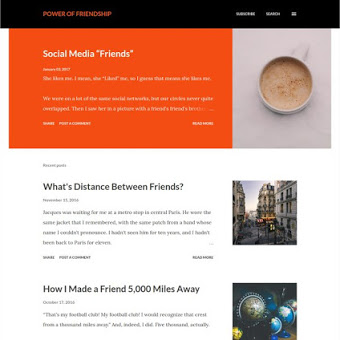 POWER OF FRIENDSHIP
SUBSCRIBE SEARCH
Social Media "Friends"
January 03, 2017
She likes me. I mean, she "Liked" me, so I guess that means she likes me.
We were on a lot of the same social networks, but our circles never quite
overlapped. Then I saw her in a picture with a friend's friend's
SHARE POST A COMMENT READ MORE
Recent posts
What's Distance Between Friends?
November 15, 2016
Jacques was waiting for me at a metro stop in central Paris. He wore the
same jacket that I remembered, with the same patch from a band whose
name I couldn't pronounce. I hadn't seen him for ten years, and I hadn't
been back to Paris for eleven.
SHARE POST A COMMENT READ MORE
How I Made a Friend 5,000 Miles Away
October 17, 2016
"That's my football club! My football club! I would recognize that crest
from a thousand miles away." And, indeed, I did. Five thousand, actually.